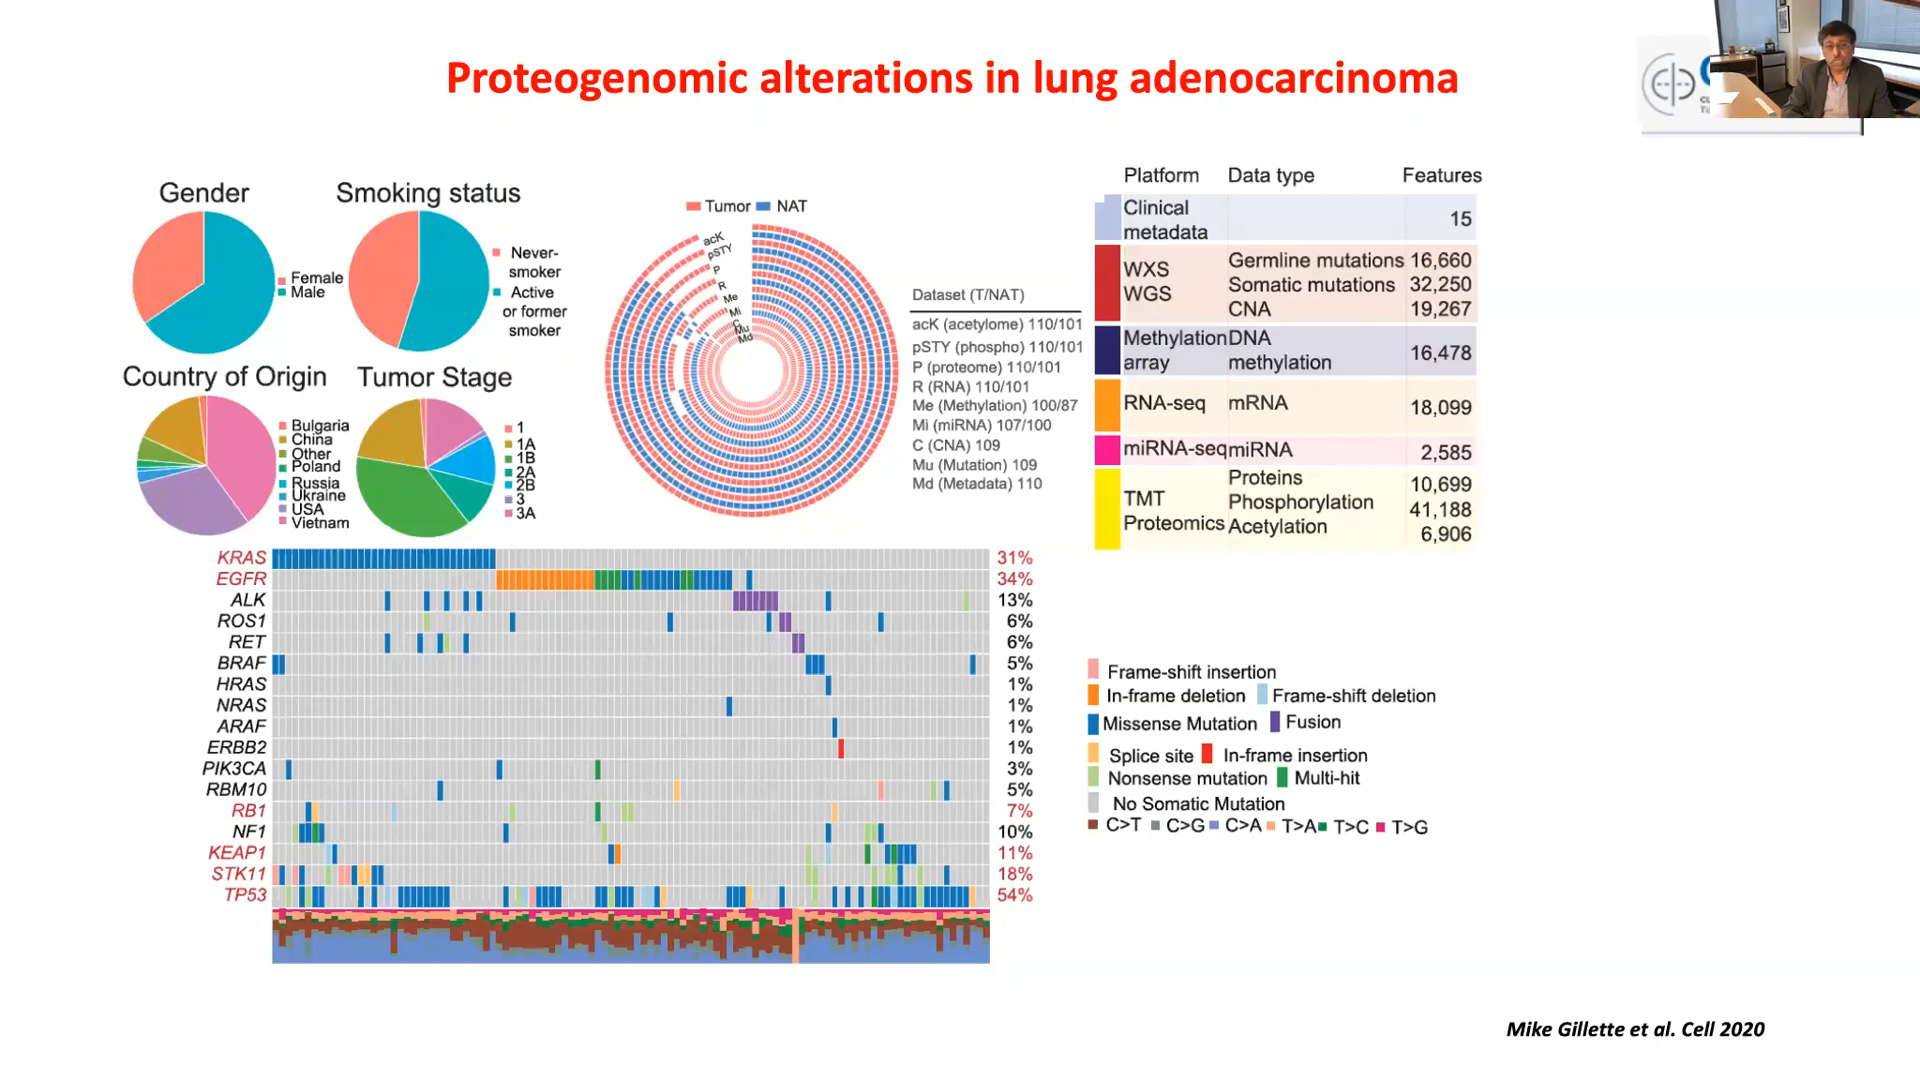 Proteogenomic alterations in lung adenocarcinoma
Gender
Female
Male
Smoking status
Never-
smoker
Active
or former
smoker
Country of Origin
Bulgaria
China
Other
Poland
Russia
Ukraine
USA
Vietnam
Tumor Stage
1
1A
1B
2A
2B
3
3A
Tumor NAT
acK
pSTY
P
R
Me
Mi
C
Mu
Md
Dataset (T/NAT)
acK (acetylome) 110/101
pSTY (phospho) 110/101
P (proteome) 110/101
R (RNA) 110/101
Me (Methylation) 100/87
Mi (miRNA) 107/100
C (CNA) 109
Mu (Mutation) 109
Md (Metadata) 110
Platform Data type Features
Clinical
metadata 15
WXS
WGS
Germline mutations 16,660
Somatic mutations 32,250
CNA 19,267
Methylation DNA
array methylation 16,478
RNA-seq mRNA 18,099
miRNA-seq miRNA 2,585
TMT
Proteomics
Proteins 10,699
Phosphorylation 41,188
Acetylation 6,906
KRAS 31%
EGFR 34%
ALK 13%
ROS1 6%
RET 6%
BRAF 5%
HRAS 1%
NRAS 1%
ARAF 1%
ERBB2 1%
PIK3CA 3%
RBM10 5%
RB1 7%
NF1 10%
KEAP1 11%
STK11 18%
TP53 54%
Frame-shift insertion
In-frame deletion Frame-shift deletion
Missense Mutation Fusion
Splice site In-frame insertion
Nonsense mutation Multi-hit
No Somatic Mutation
C>T C>G C>A T>A T>C T>G
Mike Gillette et al. Cell 2020